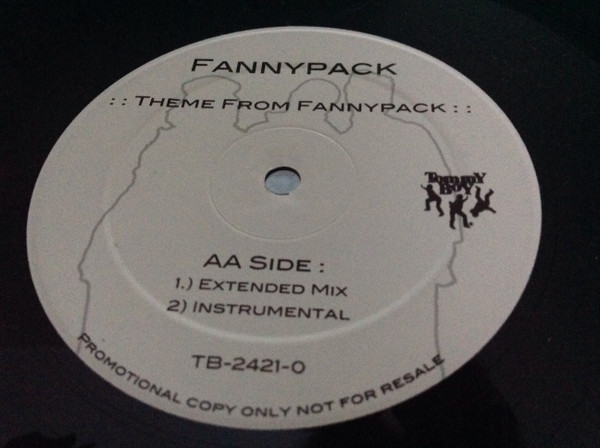 FANNYPACK
:: THEME FROM FANNYPACK ::
TommY
BoY
AA SIDE :
1.) EXTENDED MIX
2) INSTRUMENTAL
TB-2421-0
PROMOTIONAL COPY ONLY NOT FOR RESALE